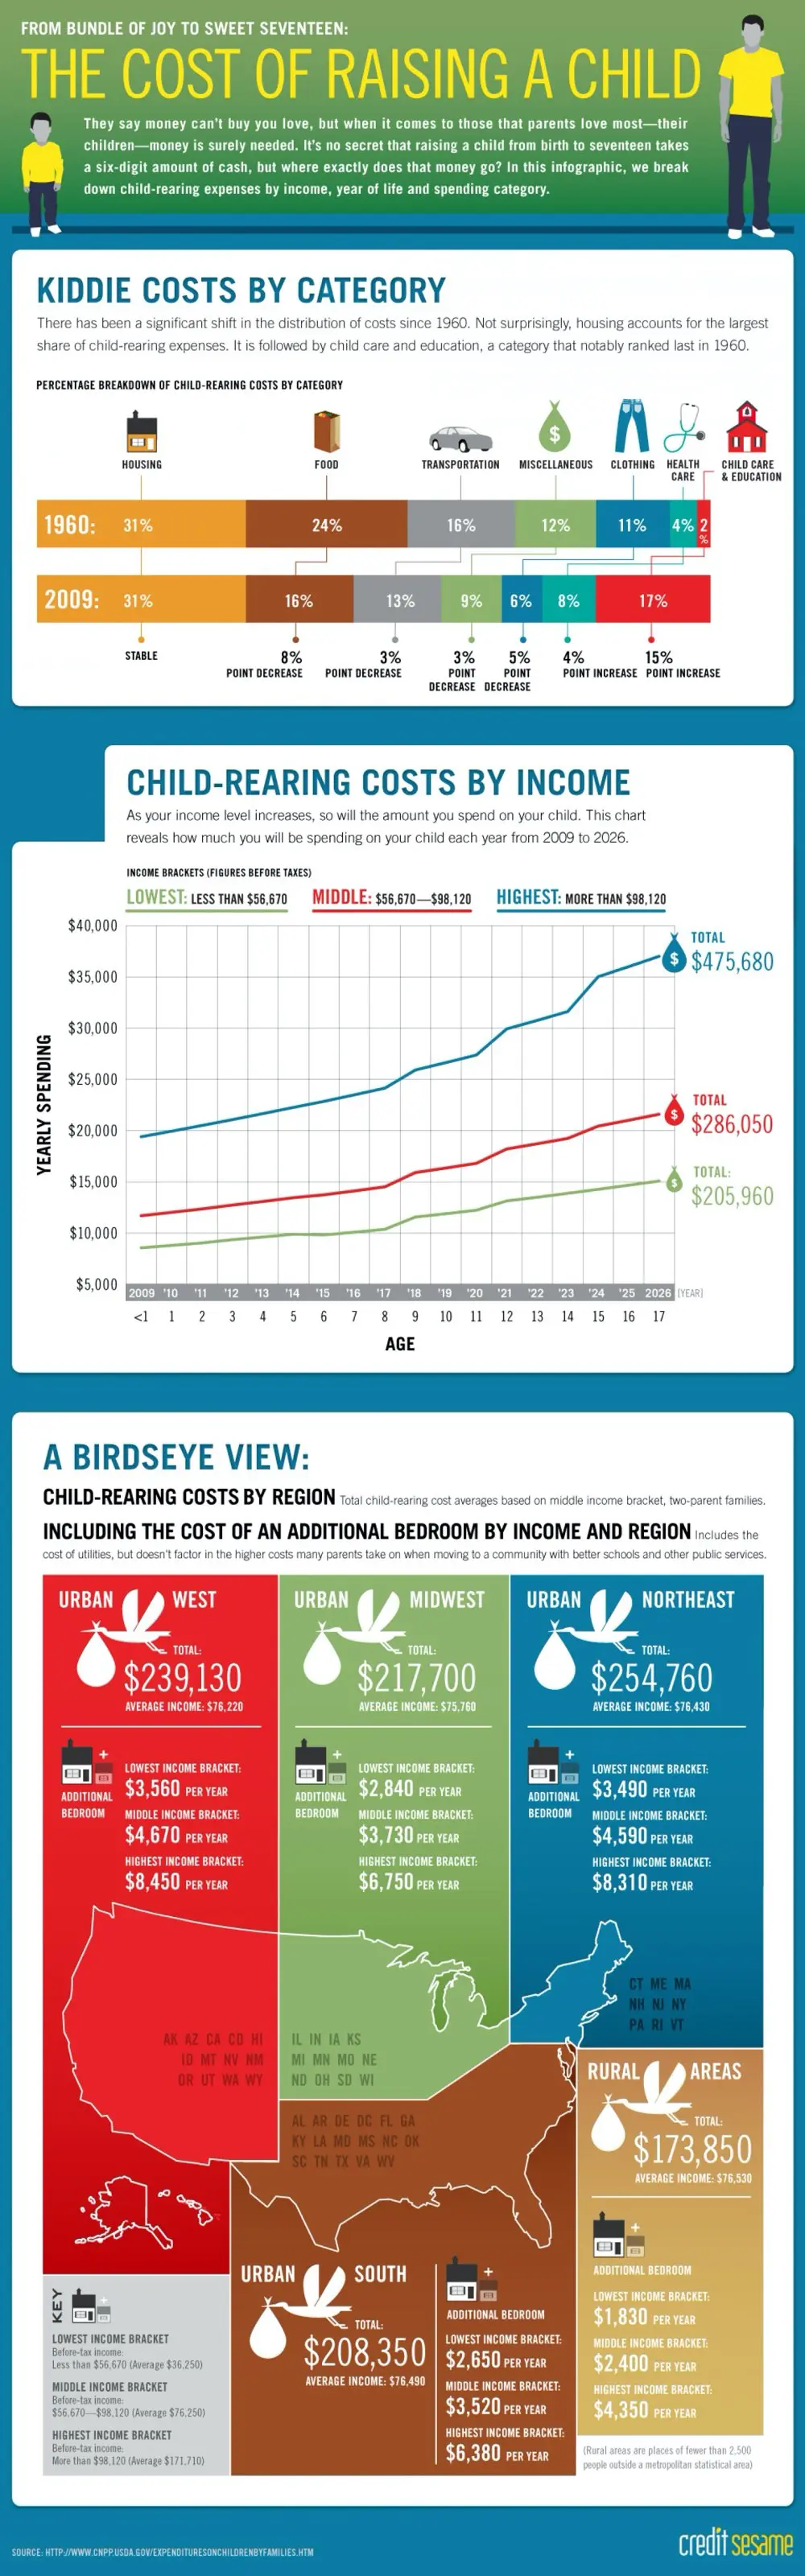 FROM BUNDLE OF JOY TO SWEET SEVENTEEN:
THE COST OF RAISING A CHILD
They say money can't buy you love, but when it comes to those that parents love most—their
children—money is surely needed. It's no secret that raising a child from birth to seventeen takes
a six-digit amount of cash, but where exactly does that money go? In this infographic, we break
down child-rearing expenses by income, year of life and spending category.
KIDDIE COSTS BY CATEGORY
There has been a significant shift in the distribution of costs since 1960. Not surprisingly, housing accounts for the largest
share of child-rearing expenses. It is followed by child care and education, a category that notably ranked last in 1960.
PERCENTAGE BREAKDOWN OF CHILD-REARING COSTS BY CATEGORY
$
HOUSING FOOD TRANSPORTATION MISCELLANEOUS CLOTHING HEALTH CARE CHILD CARE & EDUCATION
1960: 31% 24% 16% 12% 11% 4% 2%
2009: 31% 16% 13% 9% 6% 8% 17%
STABLE
8% POINT DECREASE
3% POINT DECREASE
3% POINT DECREASE
5% POINT DECREASE
4% POINT INCREASE
15% POINT INCREASE
CHILD-REARING COSTS BY INCOME
As your income level increases, so will the amount you spend on your child. This chart
reveals how much you will be spending on your child each year from 2009 to 2026.
INCOME BRACKETS (FIGURES BEFORE TAXES)
LOWEST: LESS THAN $56,670 MIDDLE: $56,670—$98,120 HIGHEST: MORE THAN $98,120
YEARLY SPENDING
$40,000
$35,000
$30,000
$25,000
$20,000
$15,000
$10,000
$5,000
$
TOTAL
$475,680
$
TOTAL
$286,050
$
TOTAL:
$205,960
2009 '10 '11 '12 '13 '14 '15 '16 '17 '18 '19 '20 '21 '22 '23 '24 '25 2026 (YEAR)
<1 1 2 3 4 5 6 7 8 9 10 11 12 13 14 15 16 17
AGE
A BIRDSEYE VIEW:
CHILD-REARING COSTS BY REGION Total child-rearing cost averages based on middle income bracket, two-parent families.
INCLUDING THE COST OF AN ADDITIONAL BEDROOM BY INCOME AND REGION Includes the
cost of utilities, but doesn't factor in the higher costs many parents take on when moving to a community with better schools and other public services.
URBAN WEST
TOTAL:
$239,130
AVERAGE INCOME: $76,220
+
ADDITIONAL
BEDROOM
LOWEST INCOME BRACKET:
$3,560 PER YEAR
MIDDLE INCOME BRACKET:
$4,670 PER YEAR
HIGHEST INCOME BRACKET:
$8,450 PER YEAR
AK AZ CA CO HI
ID MT NV NM
OR UT WA WY
URBAN MIDWEST
TOTAL:
$217,700
AVERAGE INCOME: $75,760
+
ADDITIONAL
BEDROOM
LOWEST INCOME BRACKET:
$2,840 PER YEAR
MIDDLE INCOME BRACKET:
$3,730 PER YEAR
HIGHEST INCOME BRACKET:
$6,750 PER YEAR
IL IN IA KS
MI MN MO NE
ND OH SD WI
URBAN NORTHEAST
TOTAL:
$254,760
AVERAGE INCOME: $76,430
+
ADDITIONAL
BEDROOM
LOWEST INCOME BRACKET:
$3,490 PER YEAR
MIDDLE INCOME BRACKET:
$4,590 PER YEAR
HIGHEST INCOME BRACKET:
$8,310 PER YEAR
CT ME MA
NH NJ NY
PA RI VT
AL AR DE DC FL GA
KY LA MD MS NC OK
SC TN TX VA WV
URBAN SOUTH
TOTAL:
$208,350
AVERAGE INCOME: $76,490
+
ADDITIONAL BEDROOM
LOWEST INCOME BRACKET:
$2,650 PER YEAR
MIDDLE INCOME BRACKET:
$3,520 PER YEAR
HIGHEST INCOME BRACKET:
$6,380 PER YEAR
RURAL AREAS
TOTAL:
$173,850
AVERAGE INCOME: $76,530
+
ADDITIONAL BEDROOM
LOWEST INCOME BRACKET:
$1,830 PER YEAR
MIDDLE INCOME BRACKET:
$2,400 PER YEAR
HIGHEST INCOME BRACKET:
$4,350 PER YEAR
(Rural areas are places of fewer than 2,500
people outside a metropolitan statistical area)
KEY
+
LOWEST INCOME BRACKET
Before-tax income:
Less than $56,670 (Average $36,250)
MIDDLE INCOME BRACKET
Before-tax income:
$56,670—$98,120 (Average $76,250)
HIGHEST INCOME BRACKET
Before-tax income:
More than $98,120 (Average $171,710)
SOURCE: HTTP://WWW.CNPP.USDA.GOV/EXPENDITURESONCHILDRENBYFAMILIES.HTM
credit sesame